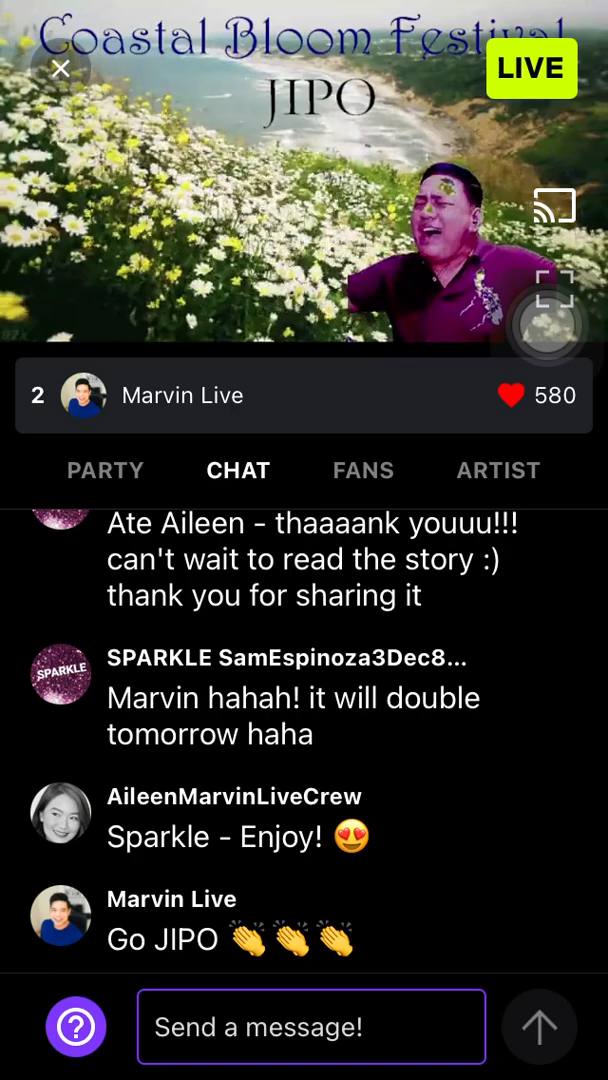 Coastal Bloom Festival
LIVE
JIPO
2 Marvin Live 580
PARTY CHAT FANS ARTIST
Ate Aileen - thaaaank youuu!!!
can't wait to read the story :)
thank you for sharing it
SPARKLE
SPARKLE SamEspinoza3Dec8...
Marvin hahah! it will double
tomorrow haha
AileenMarvinLiveCrew
Sparkle - Enjoy! 😍
Marvin Live
Go JIPO 👏👏👏
Send a message!